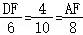 DF/6 = 4/10 = AF/8